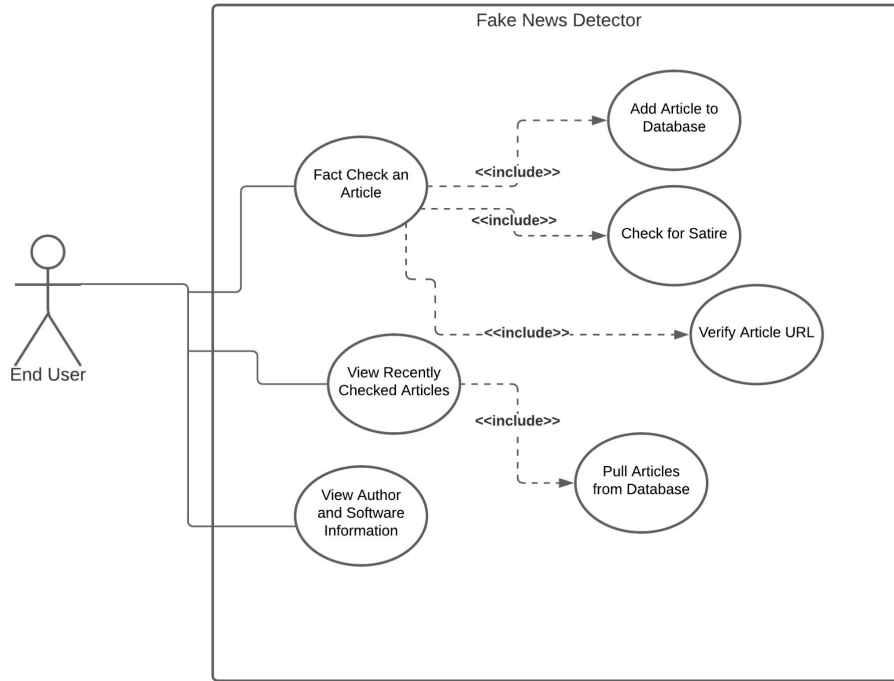 Fake News Detector
Add Article to
Database
Fact Check an
Article
<<include>>
<<include>>
Check for Satire
<<include>>
Verify Article URL
End User
View Recently
Checked Articles
<<include>>
Pull Articles
from Database
View Author
and Software
Information